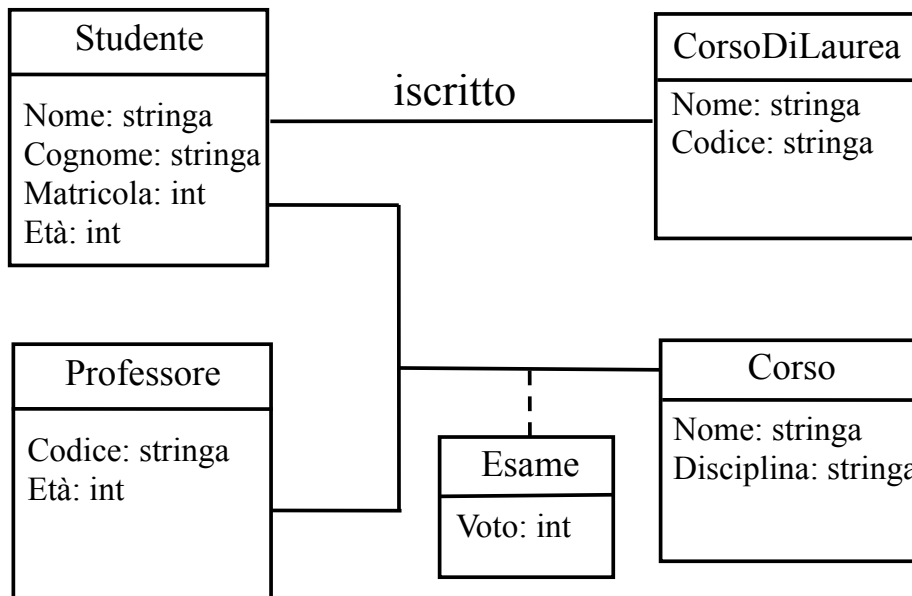 Studente
Nome: stringa
Cognome: stringa
Matricola: int
Età: int
iscritto
CorsoDiLaurea
Nome: stringa
Codice: stringa
Professore
Codice: stringa
Età: int
Esame
Voto: int
Corso
Nome: stringa
Disciplina: stringa